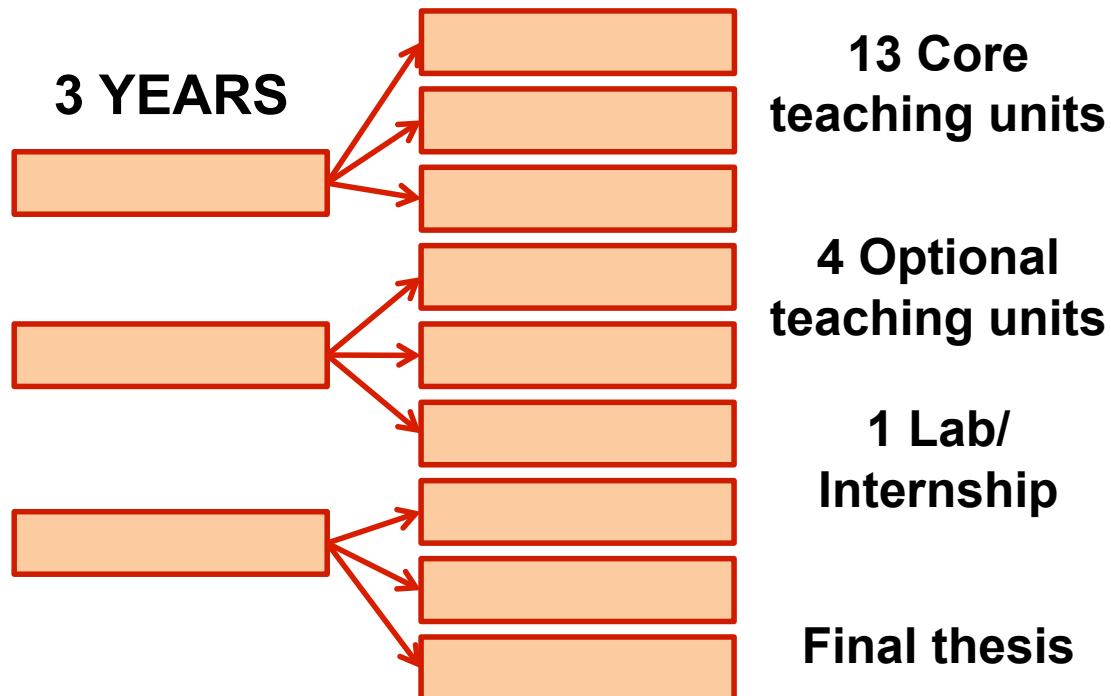 3 YEARS
13 Core
teaching units
4 Optional
teaching units
1 Lab/
Internship
Final thesis